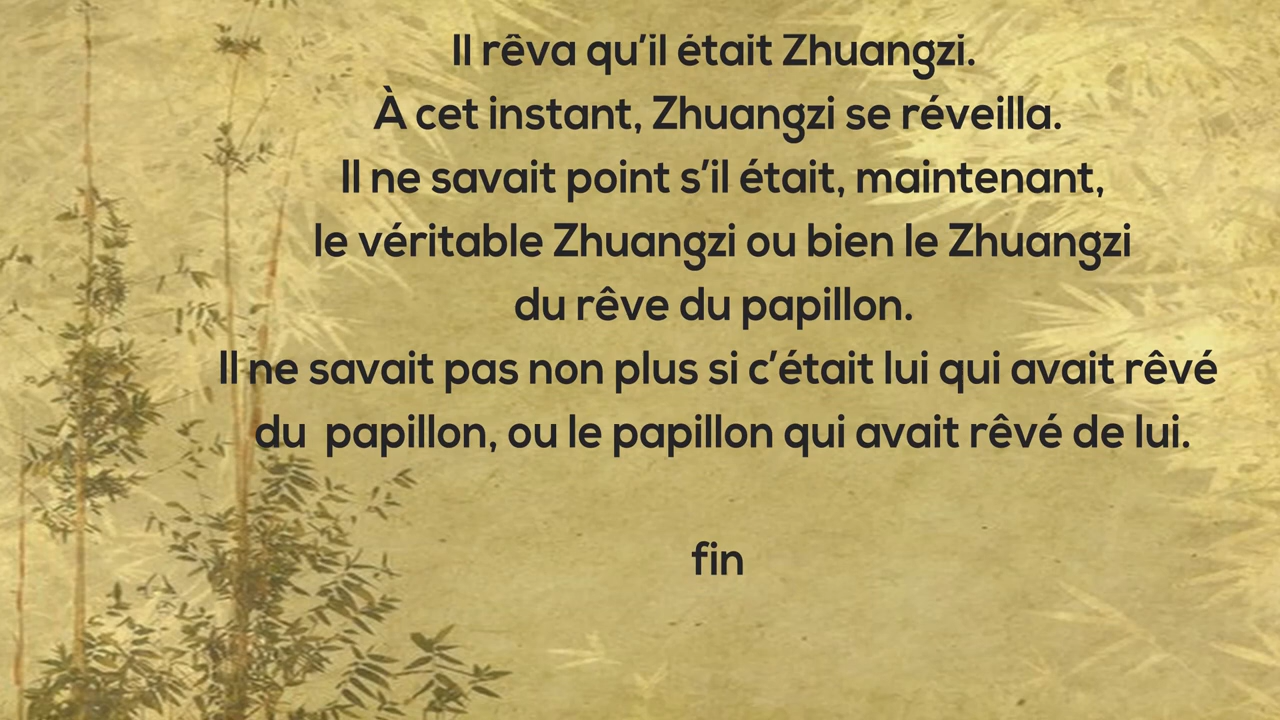 Il rêva qu’il était Zhuangzi.
À cet instant, Zhuangzi se réveilla.
Il ne savait point s’il était, maintenant,
le véritable Zhuangzi ou bien le Zhuangzi
du rêve du papillon.
Il ne savait pas non plus si c’était lui qui avait rêvé
du papillon, ou le papillon qui avait rêvé de lui.
fin